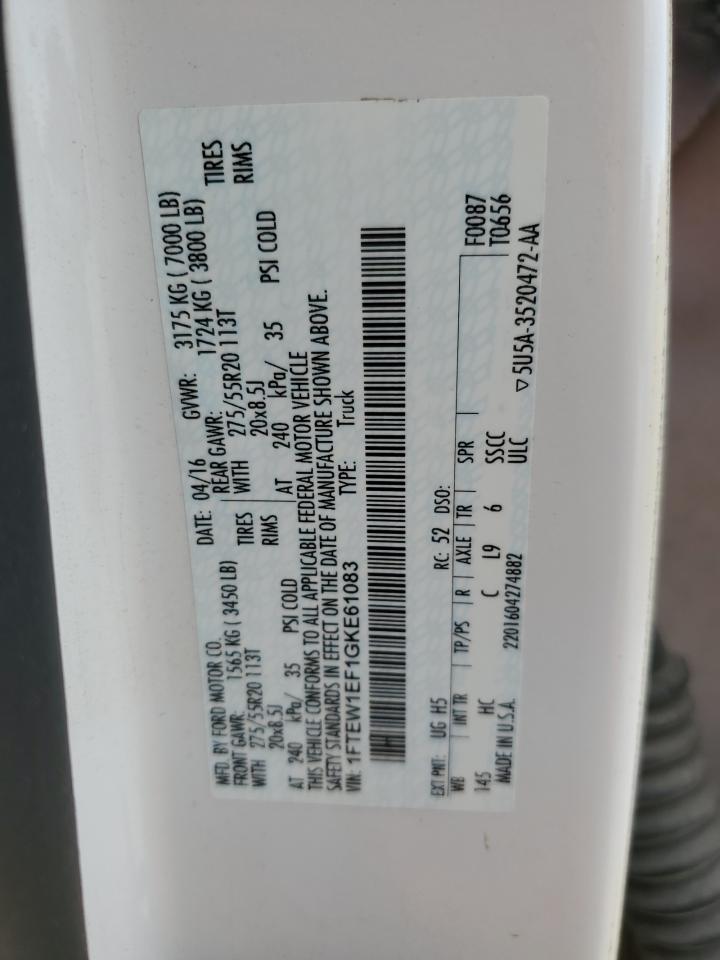 MFD. BY FORD MOTOR CO. DATE: 04/16 GVWR: 3175 KG ( 7000 LB)
FRONT GAWR: 1565 KG ( 3450 LB) REAR GAWR: 1724 KG ( 3800 LB)
WITH 275/55R20 113T TIRES WITH 275/55R20 113T TIRES
20x8.5J RIMS 20x8.5J RIMS
AT 240 kPa/ 35 PSI COLD AT 240 kPa/ 35 PSI COLD
THIS VEHICLE CONFORMS TO ALL APPLICABLE FEDERAL MOTOR VEHICLE
SAFETY STANDARDS IN EFFECT ON THE DATE OF MANUFACTURE SHOWN ABOVE.
VIN: 1FTEW1EF1GKE61083 TYPE: Truck
EXT PNT: UG H5 RC: 52 DSO:
WB INT TR TP/PS R AXLE TR SPR F0087
145 HC C L9 6 SSCC T0656
MADE IN U.S.A. 2201604274882 ULC ▽5U5A-3520472-AA